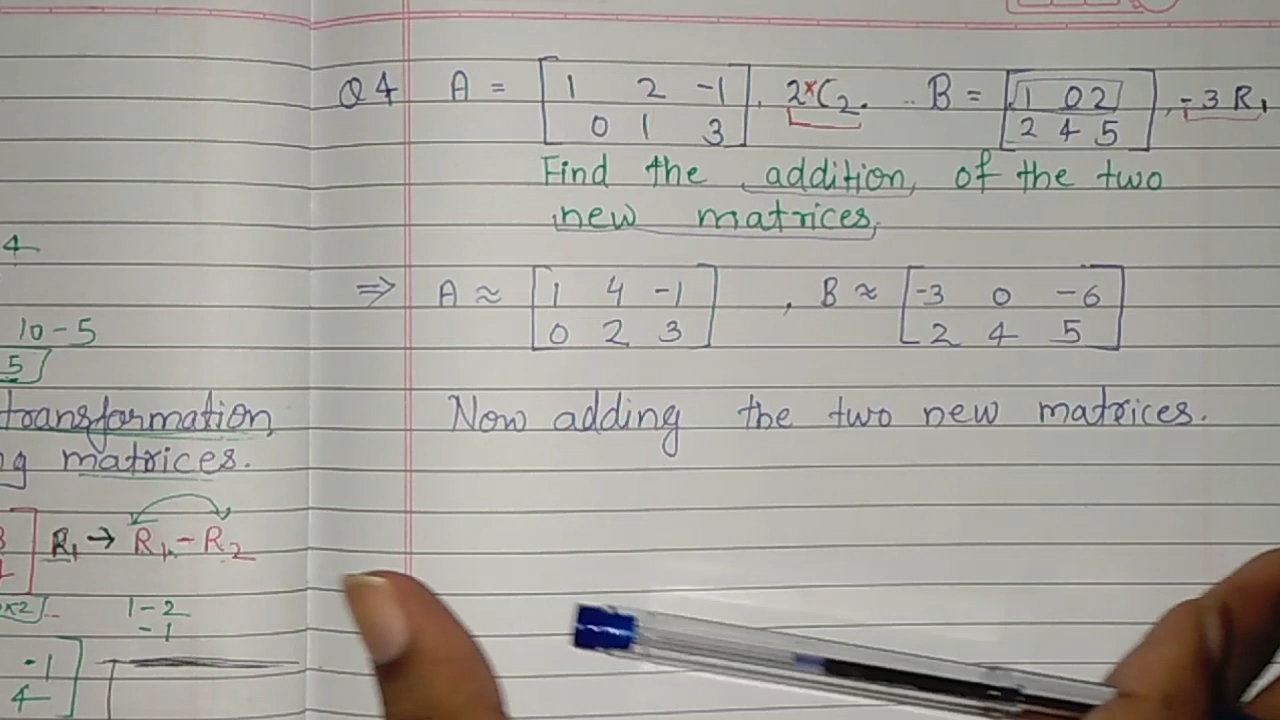 Q4 A = [ 1 2 -1 ], 2*C2. B = [ 1 0 2 ], -3 R1
0 1 3 2 4 5
Find the addition, of the two
new matrices,
⇒ A ≈ [ 1 4 -1 ] , B ≈ [ -3 0 -6 ]
0 2 3 2 4 5
Now adding the two new matrices.
4
10-5
5
transformation
g matrices.
R1 → R1 - R2
1-2
-1
-1
4